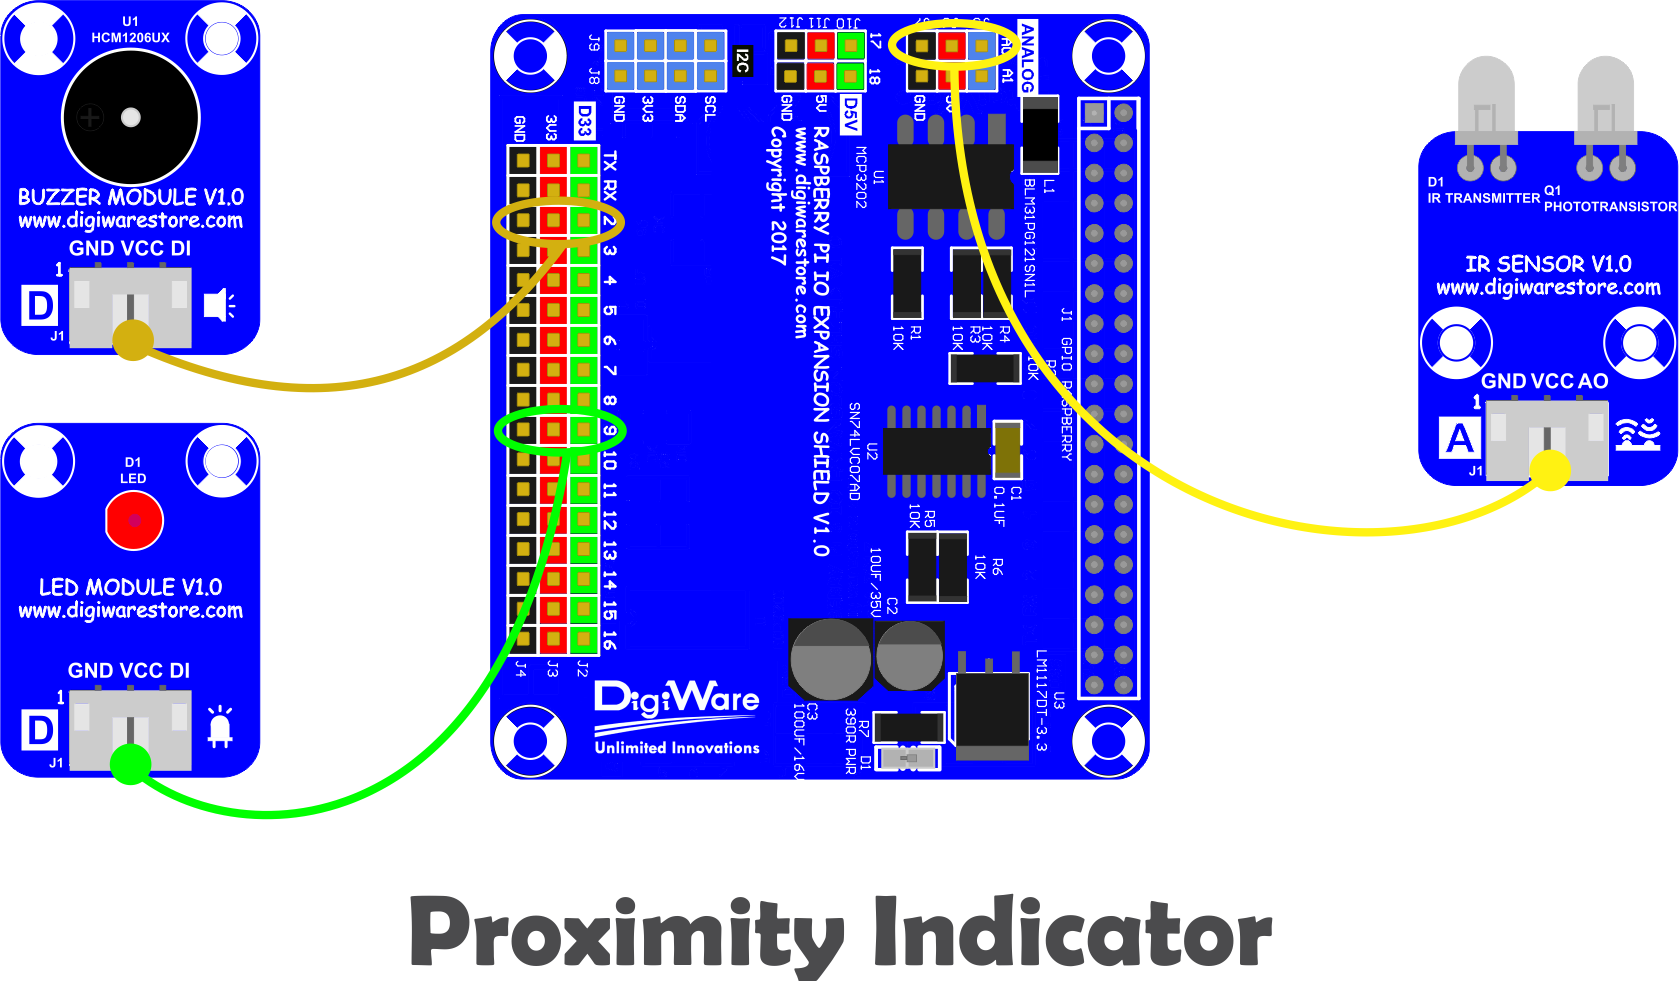 U1
HCM1206UX
BUZZER MODULE V1.0
www.digiwarestore.com
GND VCC DI
1
D
J1
D1
LED
LED MODULE V1.0
www.digiwarestore.com
GND VCC DI
1
D
J1
J9
J8
I2C
GND
3V3
SDA
SCL
GND
3V3
D33
TX
RX
2
3
4
5
6
7
8
9
10
11
12
13
14
15
16
J4
J3
J2
J12
J11
J10
17
18
GND
5V
D5V
ANALOG
A1
GND
RASPBERRY PI IO EXPANSION SHIELD V1.0
www.digiwarestore.com
Copyright 2017
MCP3202
U1
L1
BLM31PG121SN1L
R1
10K
R3
10K
R4
10K
10K
J1 GPIO RASPBERRY
SN74LVC07AD
U2
C1
0.1UF
R5
10K
R6
10K
C2
10UF/35V
C3
100UF/16V
R7
390R
D1
PWR
U3
LM1117DT-3.3
DigiWare
Unlimited Innovations
D1
IR TRANSMITTER
Q1
PHOTOTRANSISTOR
IR SENSOR V1.0
www.digiwarestore.com
GND VCC AO
1
A
J1
Proximity Indicator